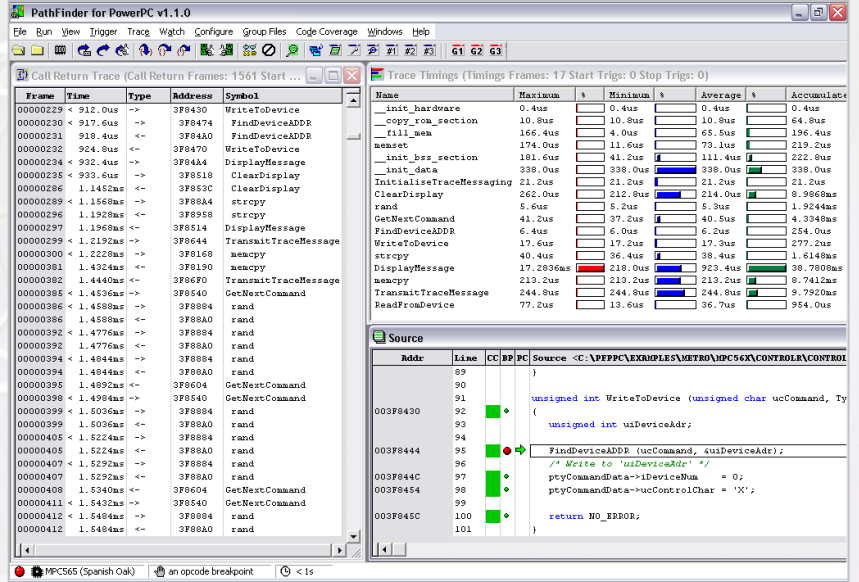 PathFinder for PowerPC v1.1.0
File Run View Trigger Trace Watch Configure Group Files Code Coverage Windows Help
#1 #2 #3 G1 G2 G3
Call Return Trace (Call Return Frames: 1561 Start ...
Frame Time Type Address Symbol
00000229 < 912.0us -> 3F8430 WriteToDevice
00000230 < 917.6us -> 3F8474 FindDeviceADDR
00000231 918.4us <- 3F84A0 FindDeviceADDR
00000232 924.8us <- 3F8470 WriteToDevice
00000234 < 932.4us -> 3F84A4 DisplayMessage
00000235 < 933.6us -> 3F8518 ClearDisplay
00000286 1.1452ms <- 3F853C ClearDisplay
00000289 < 1.1568ms -> 3F88A4 strcpy
00000296 1.1928ms <- 3F8958 strcpy
00000297 1.1968ms <- 3F8514 DisplayMessage
00000299 < 1.2192ms -> 3F8644 TransmitTraceMessage
00000300 < 1.2228ms -> 3F8168 memcpy
00000381 1.4324ms <- 3F8190 memcpy
00000382 1.4440ms <- 3F86F0 TransmitTraceMessage
00000385 < 1.4536ms -> 3F8540 GetNextCommand
00000386 < 1.4588ms -> 3F8884 rand
00000386 1.4588ms <- 3F88A0 rand
00000392 < 1.4776ms -> 3F8884 rand
00000392 1.4776ms <- 3F88A0 rand
00000394 < 1.4844ms -> 3F8884 rand
00000394 1.4844ms <- 3F88A0 rand
00000395 1.4892ms <- 3F8604 GetNextCommand
00000398 < 1.4984ms -> 3F8540 GetNextCommand
00000399 < 1.5036ms -> 3F8884 rand
00000399 1.5036ms <- 3F88A0 rand
00000405 < 1.5224ms -> 3F8884 rand
00000405 1.5224ms <- 3F88A0 rand
00000407 < 1.5292ms -> 3F8884 rand
00000407 1.5292ms <- 3F88A0 rand
00000408 1.5340ms <- 3F8604 GetNextCommand
00000411 < 1.5432ms -> 3F8540 GetNextCommand
00000412 < 1.5484ms -> 3F8884 rand
00000412 1.5484ms <- 3F88A0 rand
Trace Timings (Timings Frames: 17 Start Trigs: 0 Stop Trigs: 0)
Name Maximum % Minimum % Average % Accumulate
__init_hardware 0.4us 0.4us 0.4us 0.4us
__copy_rom_section 10.8us 10.8us 10.8us 64.8us
__fill_mem 166.4us 4.0us 65.5us 196.4us
memset 174.0us 11.6us 73.1us 219.2us
__init_bss_section 181.6us 41.2us 111.4us 222.8us
__init_data 338.0us 338.0us 338.0us 338.0us
InitialiseTraceMessaging 21.2us 21.2us 21.2us 21.2us
ClearDisplay 262.0us 212.8us 214.0us 8.9868ms
rand 5.6us 5.2us 5.3us 1.9244ms
GetNextCommand 41.2us 37.2us 40.5us 4.3348ms
FindDeviceADDR 6.4us 6.0us 6.2us 254.0us
WriteToDevice 17.6us 17.2us 17.3us 277.2us
strcpy 40.4us 36.4us 38.4us 1.6148ms
DisplayMessage 17.2836ms 218.0us 923.4us 38.7808ms
memcpy 213.2us 213.2us 213.2us 8.7412ms
TransmitTraceMessage 244.8us 244.8us 244.8us 9.7920ms
ReadFromDevice 77.2us 13.6us 36.7us 954.0us
Source
Addr Line CC BP PC Source <C:\PFPPC\EXAMPLES\METRO\MPC56X\CONTROLR\CONTROL
89 }
90
91 unsigned int WriteToDevice (unsigned char ucCommand, Ty
003F8430 92 {
93 unsigned int uiDeviceAdr;
94
003F8444 95 FindDeviceADDR (ucCommand, &uiDeviceAdr);
96 /* Write to 'uiDeviceAdr' */
003F844C 97 ptyCommandData->iDeviceNum = 0;
003F8454 98 ptyCommandData->ucControlChar = 'X';
99
003F845C 100 return NO_ERROR;
101 }
MPC565 (Spanish Oak) an opcode breakpoint < 1s